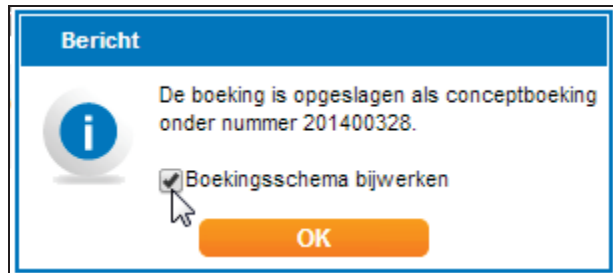 Bericht
De boeking is opgeslagen als conceptboeking
onder nummer 201400328.
Boekingsschema bijwerken
OK